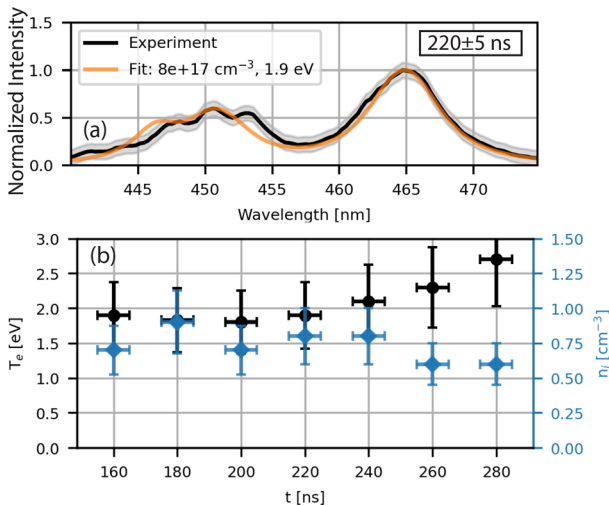 1.5
1.0
0.5
0.0
Normalized Intensity
Experiment
Fit: 8e+17 cm⁻³, 1.9 eV
220±5 ns
(a)
445 450 455 460 465 470
Wavelength [nm]
(b)
3.0
2.5
2.0
1.5
1.0
0.5
0.0
Tₑ [eV]
1.50
1.25
1.00
0.75
0.50
0.25
0.00
nᵢ [cm⁻³]
160 180 200 220 240 260 280
t [ns]